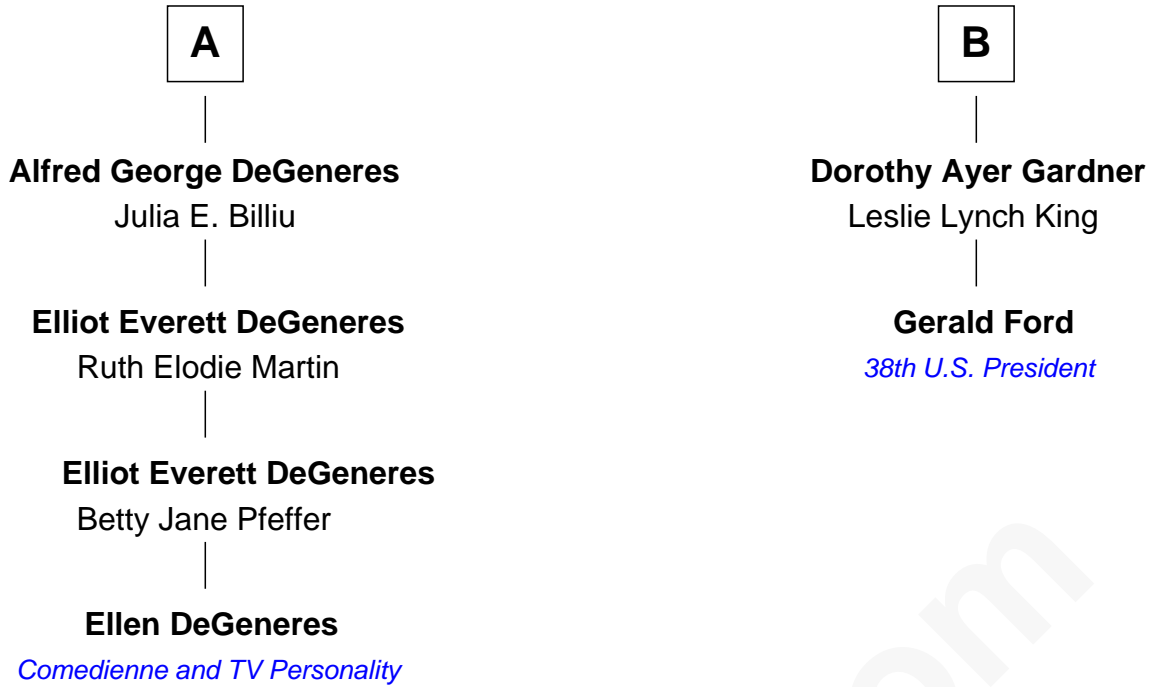 A
Alfred George DeGeneres
Julia E. Billiu
Elliot Everett DeGeneres
Ruth Elodie Martin
Elliot Everett DeGeneres
Betty Jane Pfeffer
Ellen DeGeneres
Comedienne and TV Personality
B
Dorothy Ayer Gardner
Leslie Lynch King
Gerald Ford
38th U.S. President
om